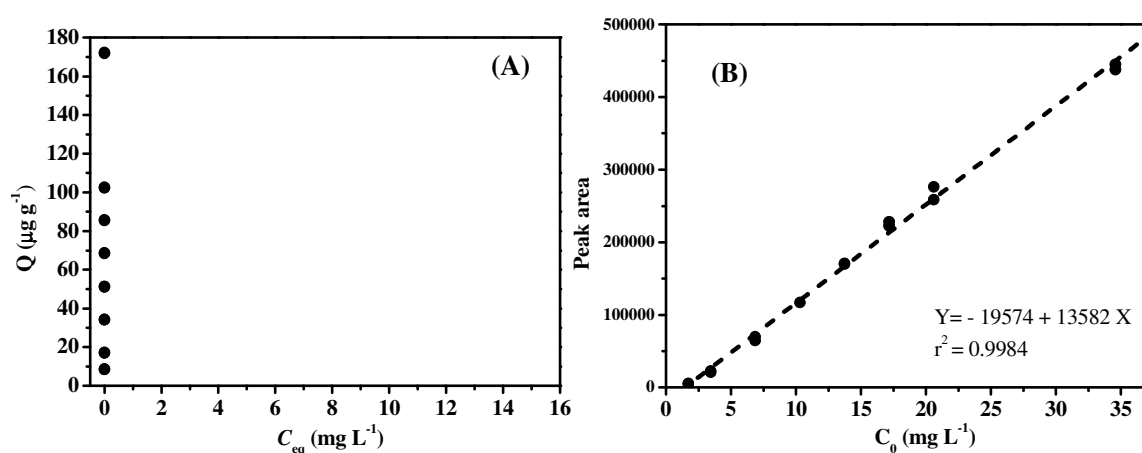 (A)
Q (µg g⁻¹)
180
160
140
120
100
80
60
40
20
0
0 2 4 6 8 10 12 14 16
C_eq (mg L⁻¹)
(B)
Peak area
500000
400000
300000
200000
100000
0
Y= - 19574 + 13582 X
r² = 0.9984
0 5 10 15 20 25 30 35
C₀ (mg L⁻¹)